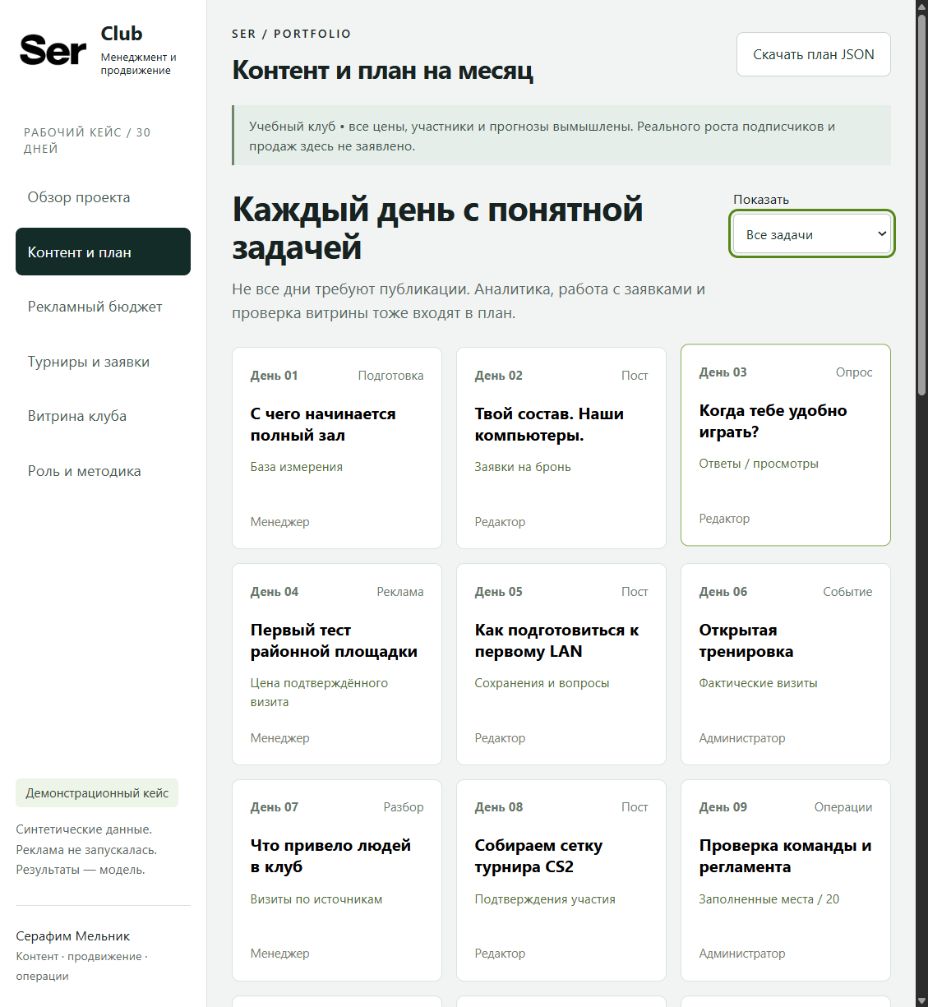 Ser
Club
Менеджмент и
продвижение
РАБОЧИЙ КЕЙС / 30
ДНЕЙ
Обзор проекта
Контент и план
Рекламный бюджет
Турниры и заявки
Витрина клуба
Роль и методика
Демонстрационный кейс
Синтетические данные.
Реклама не запускалась.
Результаты — модель.
Серафим Мельник
Контент · продвижение ·
операции
SER / PORTFOLIO
Контент и план на месяц
Скачать план JSON
Учебный клуб • все цены, участники и прогнозы вымышлены. Реального роста подписчиков и
продаж здесь не заявлено.
Каждый день с понятной
задачей
Показать
Все задачи
Не все дни требуют публикации. Аналитика, работа с заявками и
проверка витрины тоже входят в план.
День 01 Подготовка
С чего начинается
полный зал
База измерения
Менеджер
День 02 Пост
Твой состав. Наши
компьютеры.
Заявки на бронь
Редактор
День 03 Опрос
Когда тебе удобно
играть?
Ответы / просмотры
Редактор
День 04 Реклама
Первый тест
районной площадки
Цена подтверждённого
визита
Менеджер
День 05 Пост
Как подготовиться к
первому LAN
Сохранения и вопросы
Редактор
День 06 Событие
Открытая
тренировка
Фактические визиты
Администратор
День 07 Разбор
Что привело людей
в клуб
Визиты по источникам
Менеджер
День 08 Пост
Собираем сетку
турнира CS2
Подтверждения участия
Редактор
День 09 Операции
Проверка команды и
регламента
Заполненные места / 20
Администратор